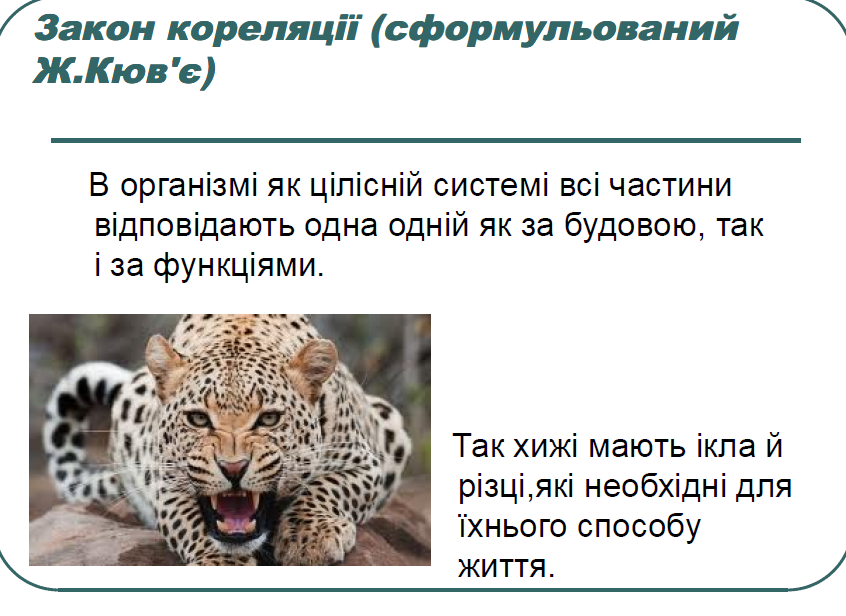 Закон кореляції (сформульований
Ж.Кюв'є)
В організмі як цілісній системі всі частини
відповідають одна одній як за будовою, так
і за функціями.
Так хижі мають ікла й
різці,які необхідні для
їхнього способу
життя.